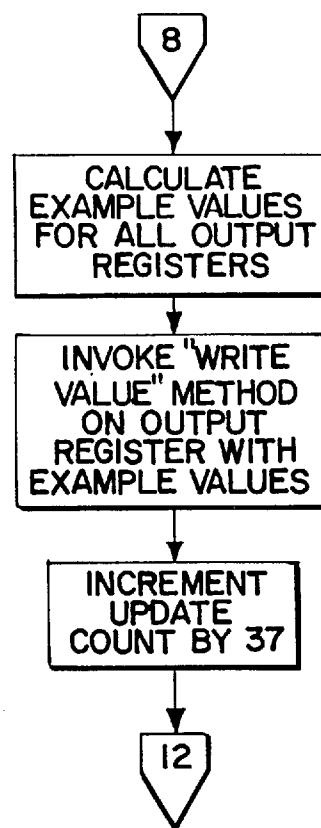 8
CALCULATE
EXAMPLE VALUES
FOR ALL OUTPUT
REGISTERS
INVOKE "WRITE
VALUE" METHOD
ON OUTPUT
REGISTER WITH
EXAMPLE VALUES
INCREMENT
UPDATE
COUNT BY 37
12